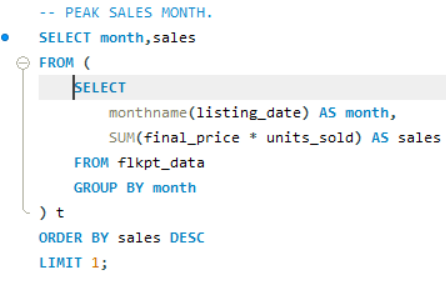 -- PEAK SALES MONTH.
SELECT month,sales
FROM (
SELECT
monthname(listing_date) AS month,
SUM(final_price * units_sold) AS sales
FROM flkpt_data
GROUP BY month
) t
ORDER BY sales DESC
LIMIT 1;